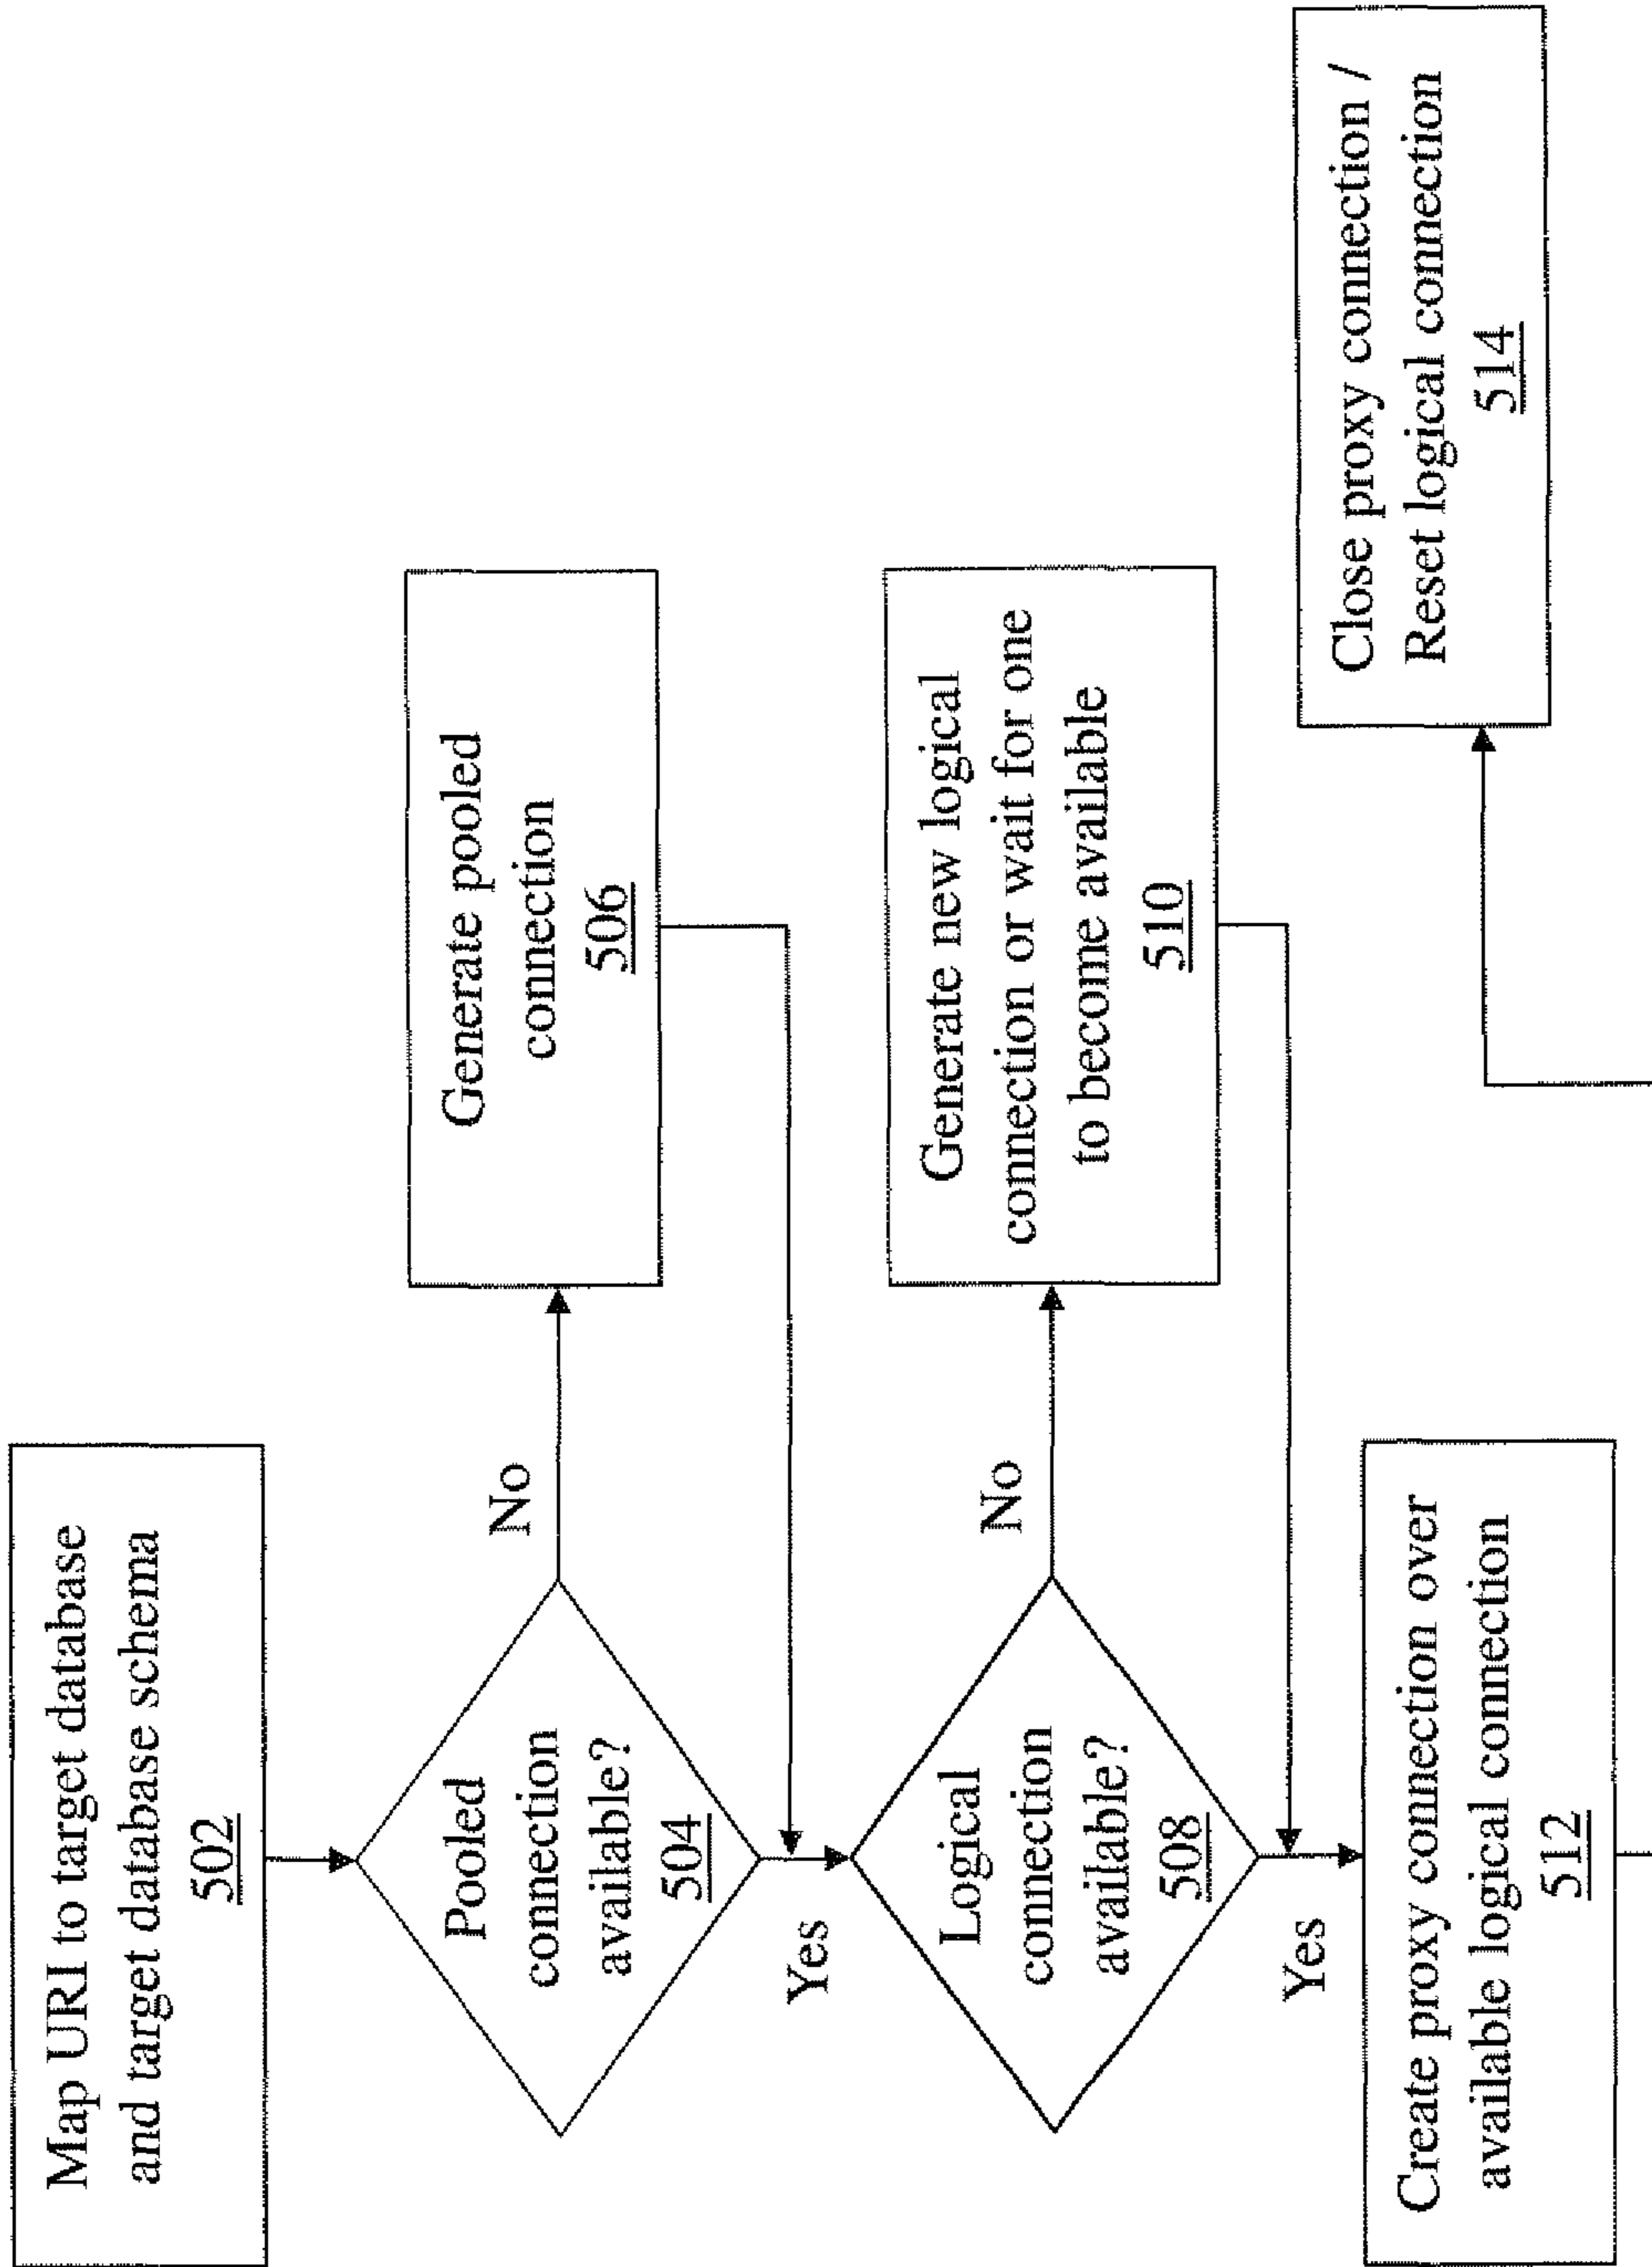 Map URI to target database
and target database schema
502
Pooled
connection
available?
504
No
Generate pooled
connection
506
Yes
Logical
connection
available?
508
No
Generate new logical
connection or wait for one
to become available
510
Yes
Create proxy connection over
available logical connection
512
Close proxy connection /
Reset logical connection
514